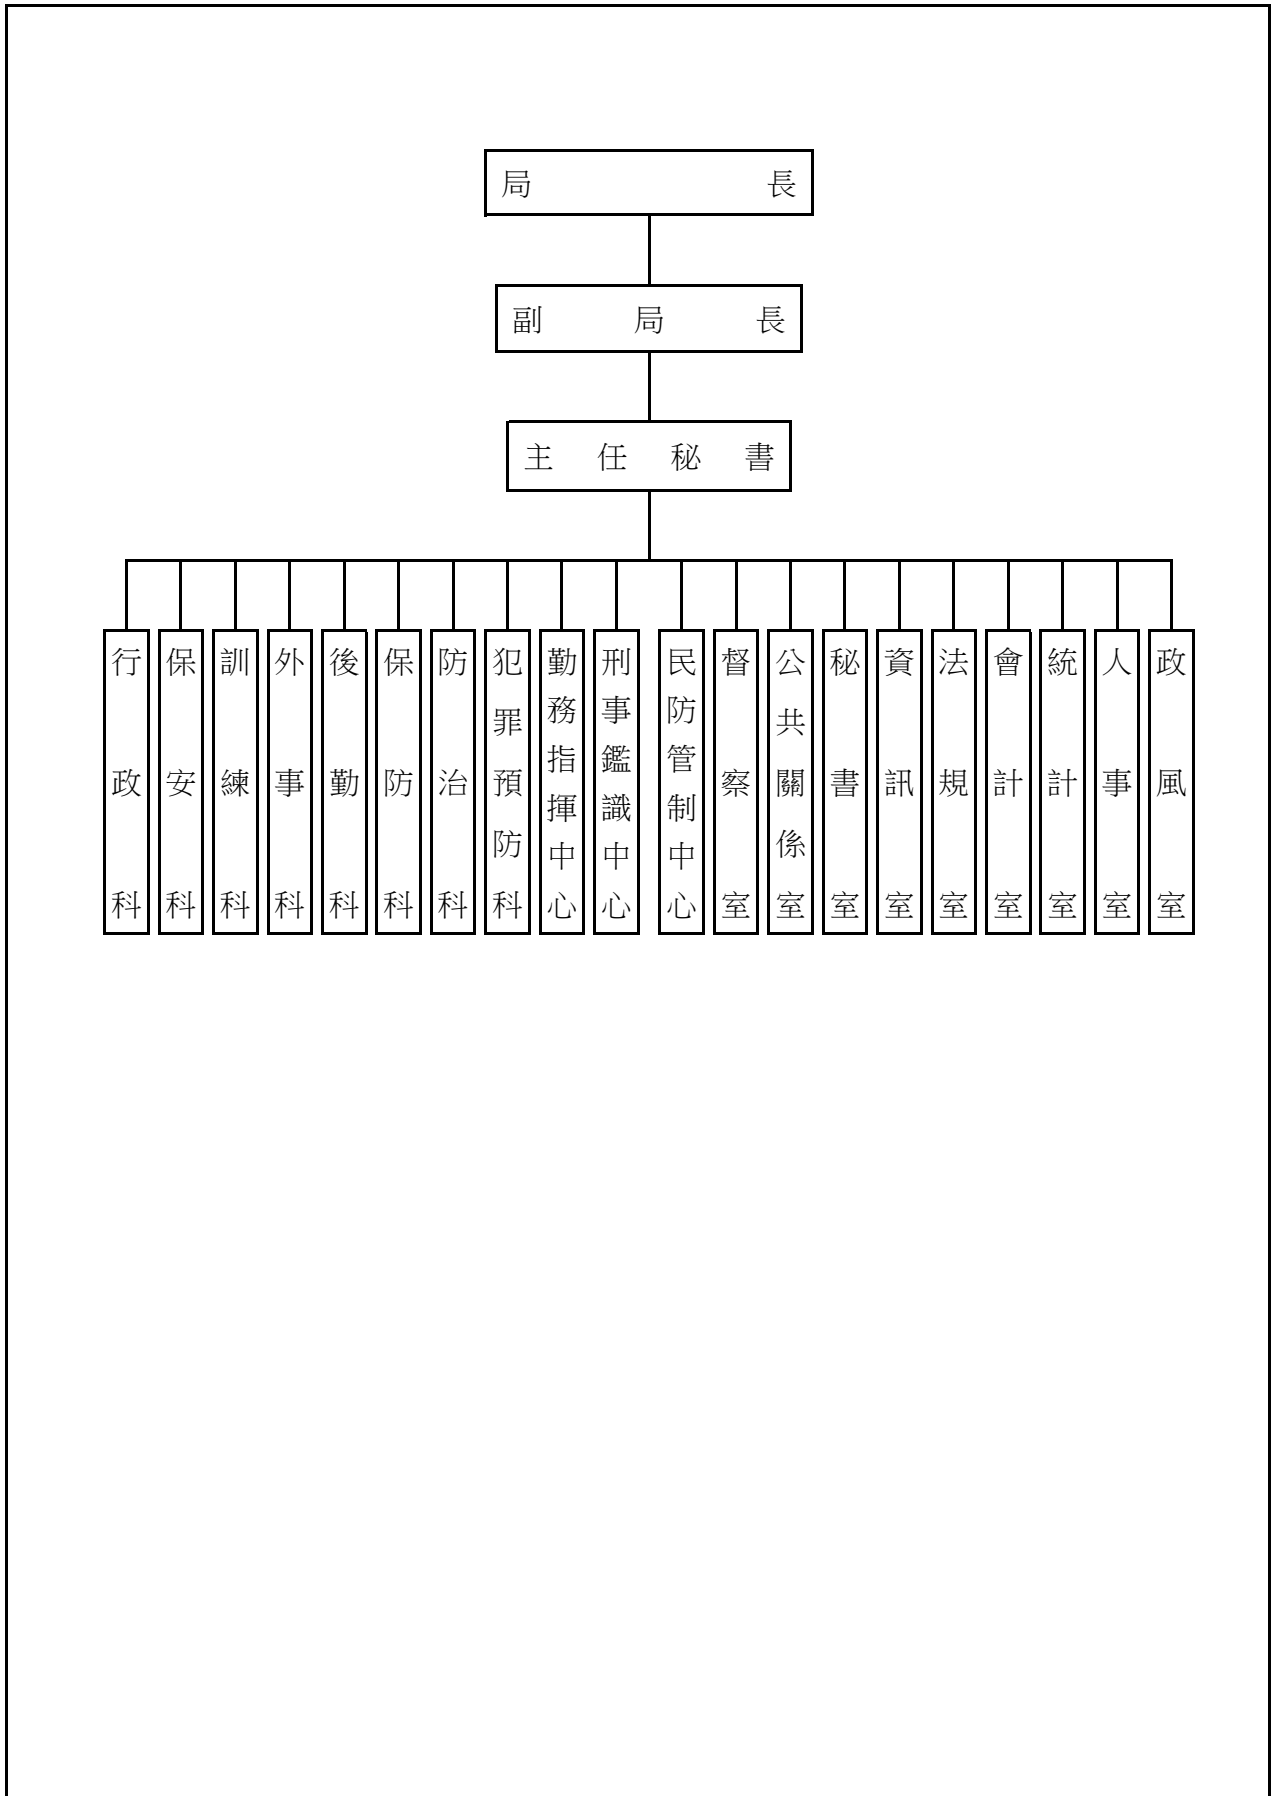 局長
副局長
主任秘書
行政科
保安科
訓練科
外事科
後勤科
保防科
防治科
犯罪預防科
勤務指揮中心
刑事鑑識中心
民防管制中心
督察室
公共關係室
秘書室
資訊室
法規室
會計室
統計室
人事室
政風室